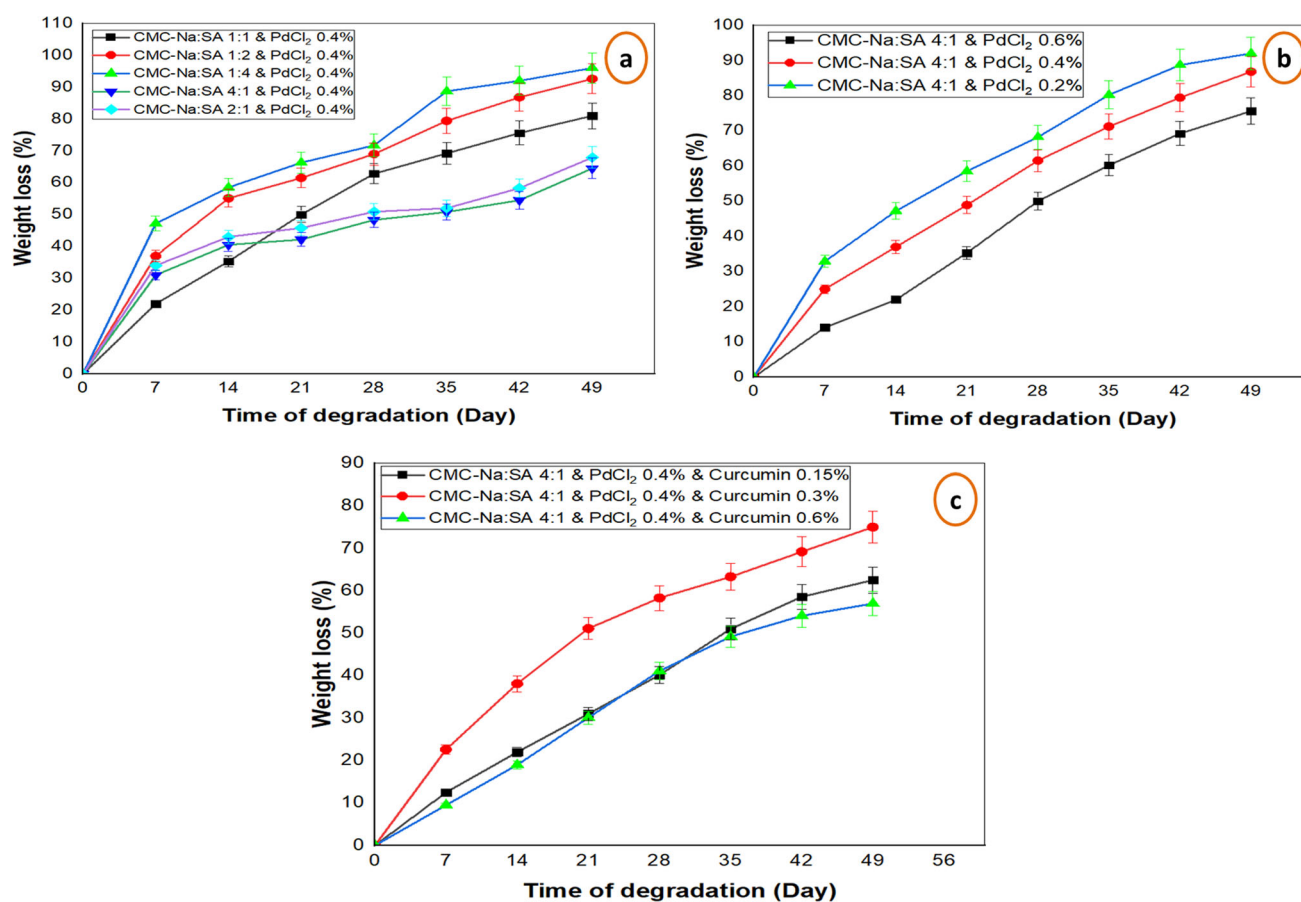 110
100
90
80
70
60
50
40
30
20
10
0
Weight loss (%)
CMC-Na:SA 1:1 & PdCl₂ 0.4%
CMC-Na:SA 1:2 & PdCl₂ 0.4%
CMC-Na:SA 1:4 & PdCl₂ 0.4%
CMC-Na:SA 4:1 & PdCl₂ 0.4%
CMC-Na:SA 2:1 & PdCl₂ 0.4%
a
0 7 14 21 28 35 42 49
Time of degradation (Day)
100
90
80
70
60
50
40
30
20
10
0
Weight loss (%)
CMC-Na:SA 4:1 & PdCl₂ 0.6%
CMC-Na:SA 4:1 & PdCl₂ 0.4%
CMC-Na:SA 4:1 & PdCl₂ 0.2%
b
0 7 14 21 28 35 42 49
Time of degradation (Day)
90
80
70
60
50
40
30
20
10
0
Weight loss (%)
CMC-Na:SA 4:1 & PdCl₂ 0.4% & Curcumin 0.15%
CMC-Na:SA 4:1 & PdCl₂ 0.4% & Curcumin 0.3%
CMC-Na:SA 4:1 & PdCl₂ 0.4% & Curcumin 0.6%
c
0 7 14 21 28 35 42 49 56
Time of degradation (Day)